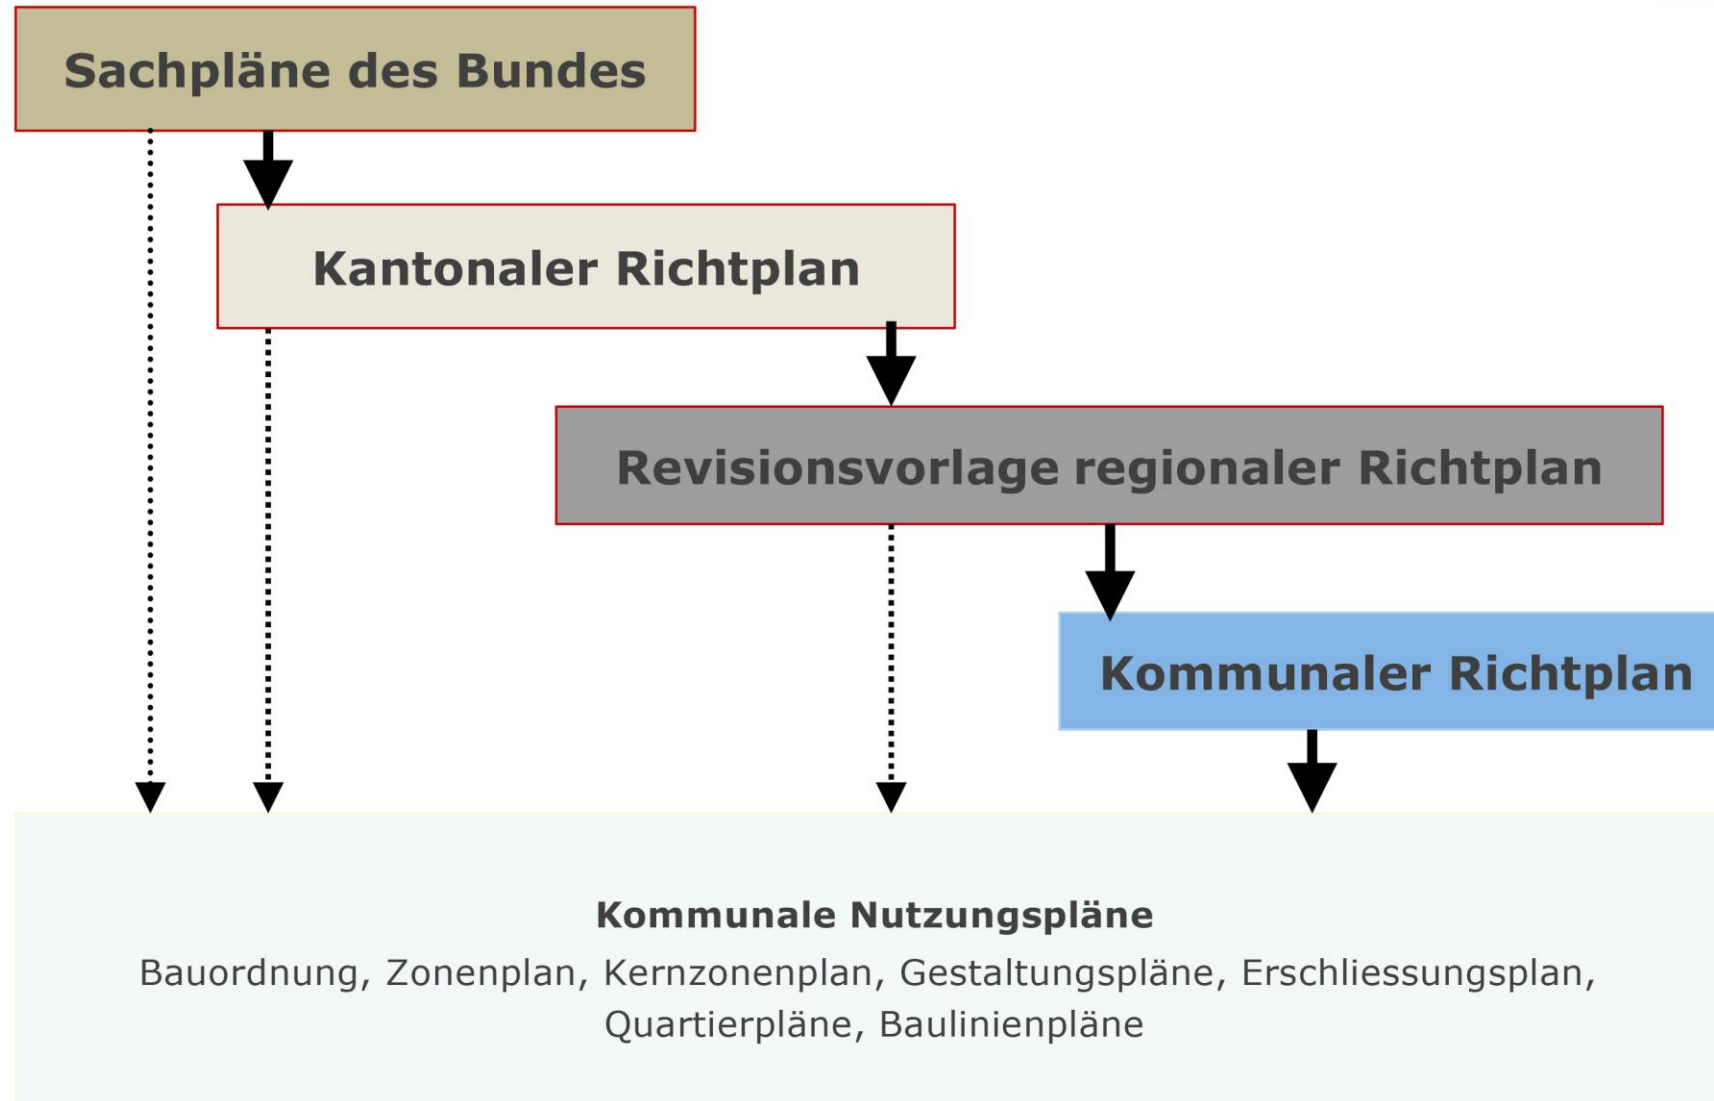 Sachpläne des Bundes
Kantonaler Richtplan
Revisionsvorlage regionaler Richtplan
Kommunaler Richtplan
Kommunale Nutzungspläne
Bauordnung, Zonenplan, Kernzonenplan, Gestaltungspläne, Erschliessungsplan,
Quartierpläne, Baulinienpläne